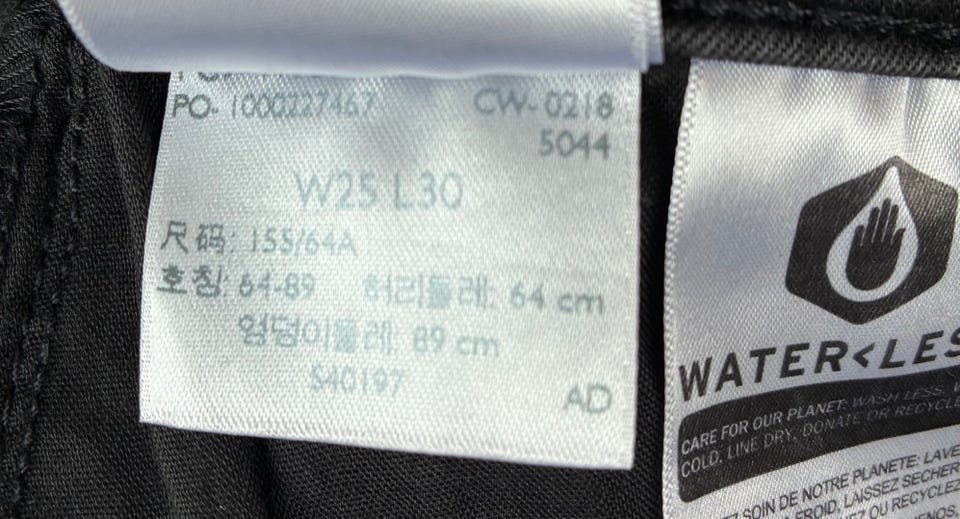 PO- 1000227467 CW- 0218
5044
W25 L30
尺码: 155/64A
호칭: 64-89 허리둘레: 64 cm
엉덩이둘레 89 cm
S40197
AD
WATER<LES
CARE FOR OUR PLANET: WASH LESS, W
COLD, LINE DRY, DONATE OR RECYCLE
SOIN DE NOTRE PLANETE: LAVE
FROID, LAISSEZ SECHER
Z OU RECYCLEZ